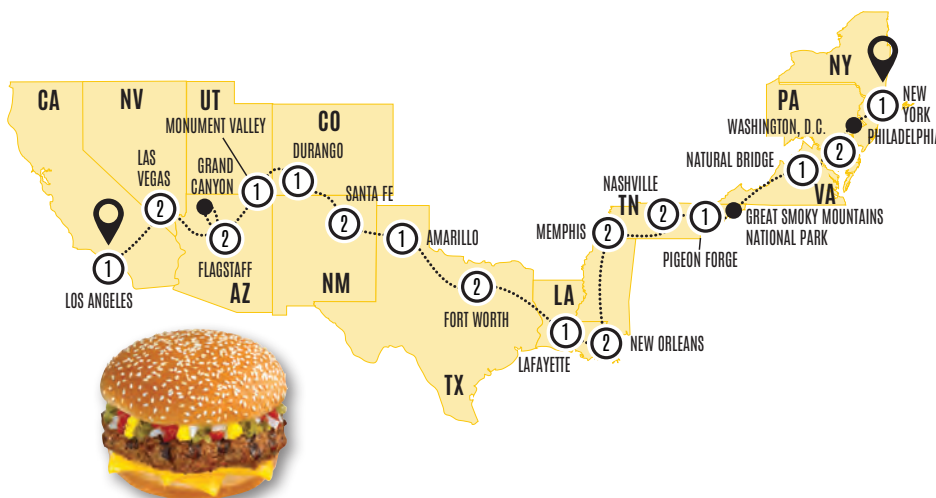 CA
NV
UT
MONUMENT VALLEY
CO
DURANGO
LAS
VEGAS
GRAND
CANYON
SANTA FE
1
2
2
1
1
2
1
AMARILLO
LOS ANGELES
FLAGSTAFF
AZ
NM
2
FORT WORTH
TX
LA
1
LAFAYETTE
2
NEW ORLEANS
MEMPHIS
2
NASHVILLE
TN
2
1
PIGEON FORGE
GREAT SMOKY MOUNTAINS
NATIONAL PARK
NATURAL BRIDGE
1
VA
WASHINGTON, D.C.
2
PHILADELPHIA
PA
NY
1
NEW
YORK